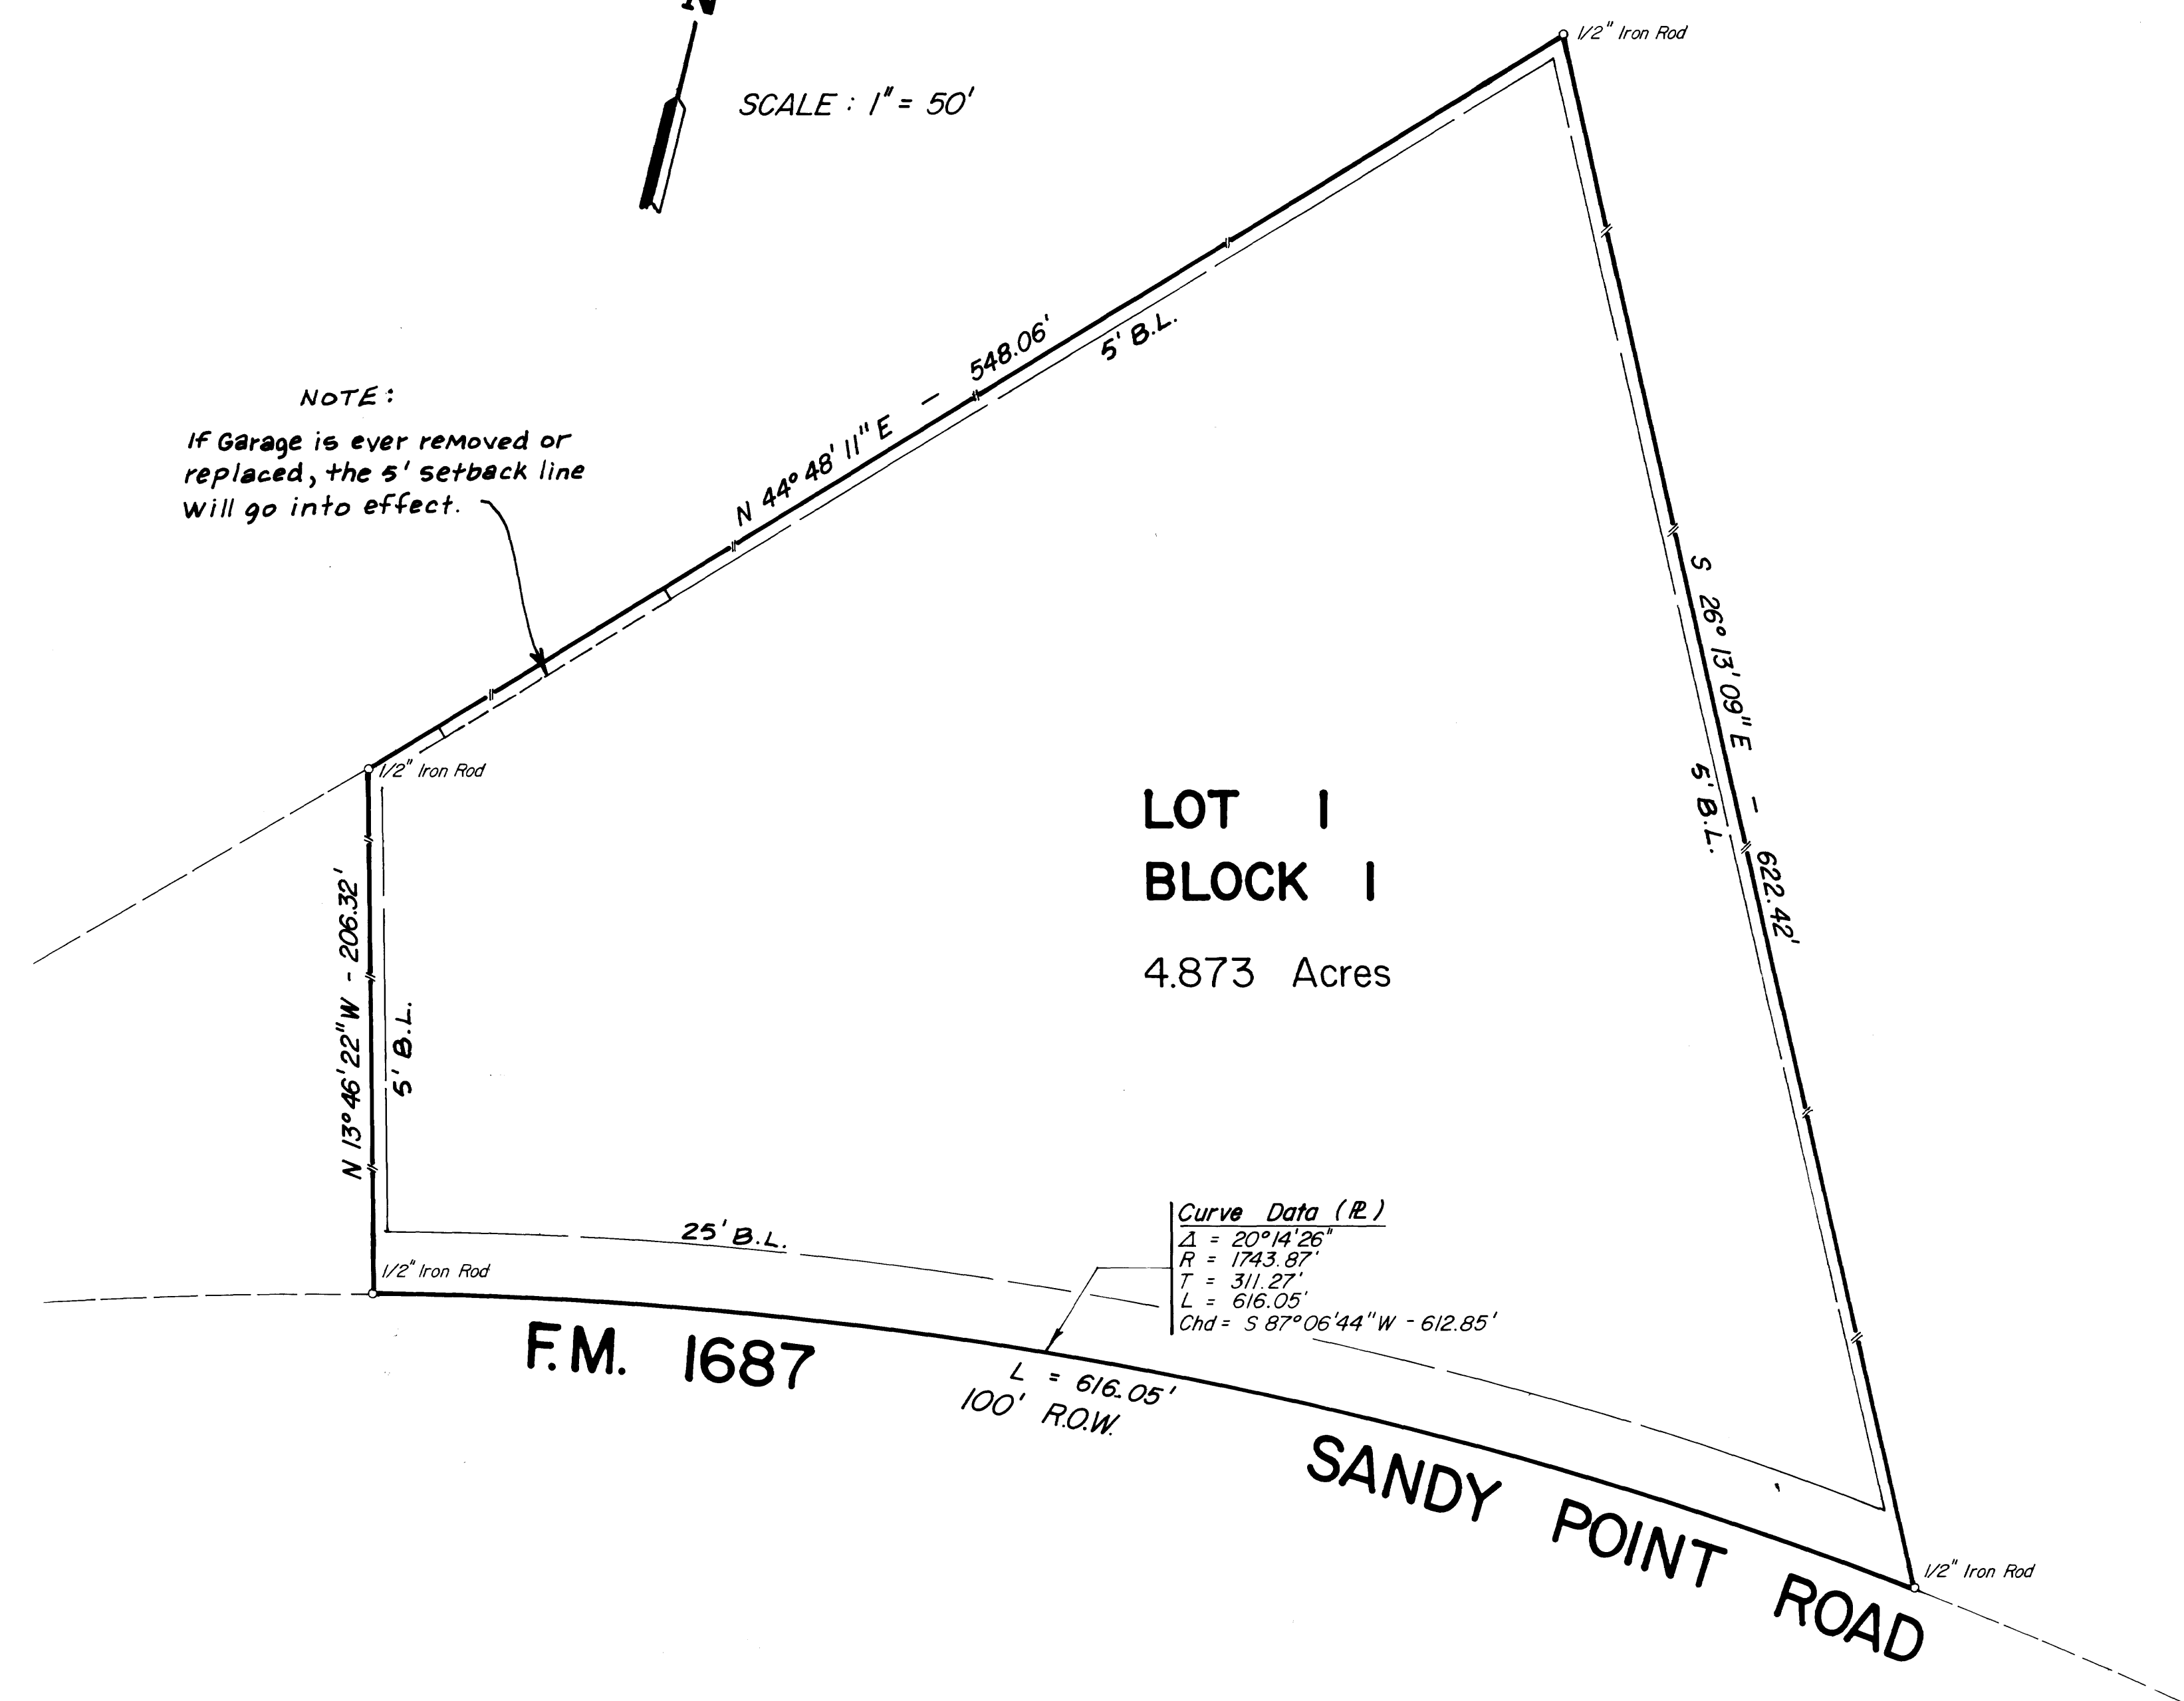 N
SCALE : 1" = 50'
1/2" Iron Rod
NOTE :
If Garage is ever removed or
replaced, the 5' setback line
will go into effect.
N 44° 48' 11" E - 548.06'
5' B.L.
S 26° 13' 09" E - 622.42'
5' B.L.
1/2" Iron Rod
N 13° 46' 22" W - 206.32'
5' B.L.
LOT 1
BLOCK 1
4.873 Acres
25' B.L.
Curve Data (PL)
Δ = 20° 14' 26"
R = 1743.87'
T = 311.27'
L = 616.05'
Chd = S 87° 06' 44" W - 612.85'
1/2" Iron Rod
F.M. 1687
L = 616.05'
100' R.O.W.
SANDY POINT ROAD
1/2" Iron Rod